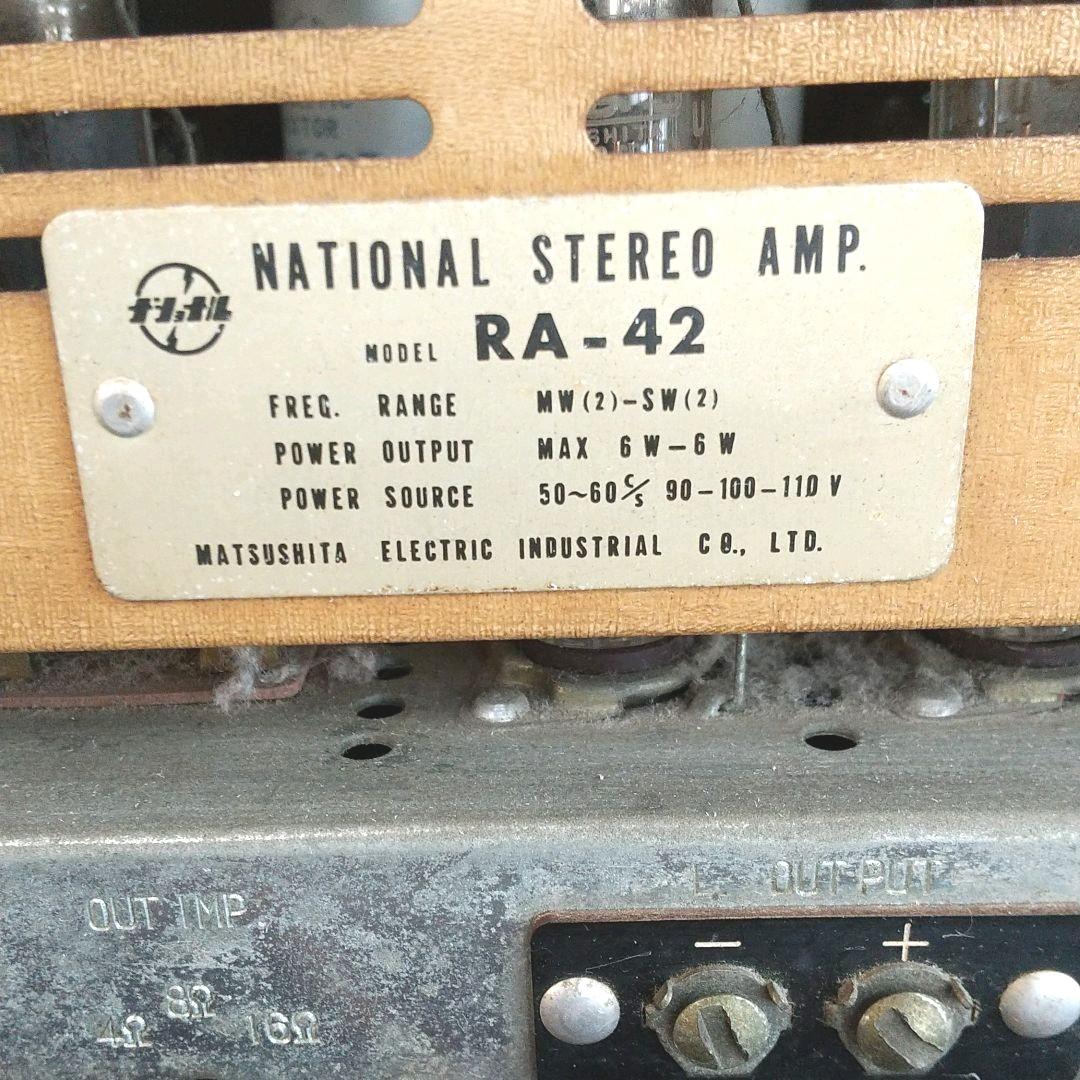 NATIONAL STEREO AMP.
ナショナル
MODEL RA-42
FREQ. RANGE MW(2)-SW(2)
POWER OUTPUT MAX 6W-6W
POWER SOURCE 50~60 C/S 90-100-110V
MATSUSHITA ELECTRIC INDUSTRIAL CO., LTD.
L. OUTPUT
OUT IMP
- +
8Ω
4Ω 16Ω